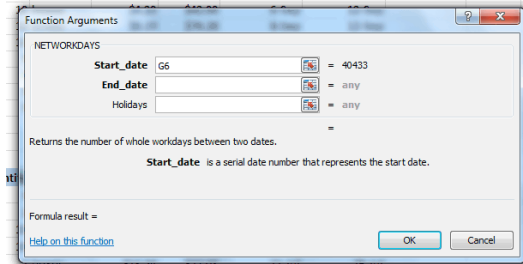 Function Arguments
NETWORKDAYS
Start_date G6 = 40433
End_date = any
Holidays = any
=
Returns the number of whole workdays between two dates.
Start_date is a serial date number that represents the start date.
Formula result =
Help on this function OK Cancel